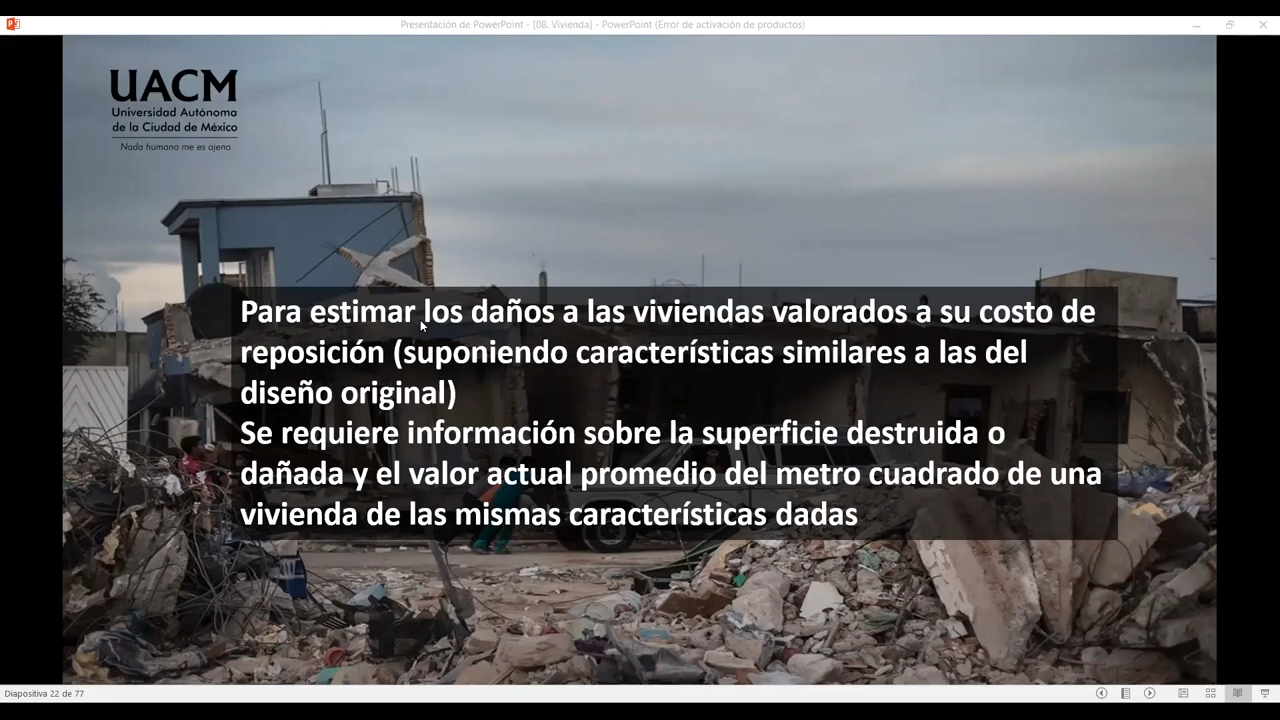 Presentación de PowerPoint - [08. Vivienda] - PowerPoint (Error de activación de productos)
UACM
Universidad Autónoma
de la Ciudad de México
Nada humano me es ajeno
Para estimar los daños a las viviendas valorados a su costo de
reposición (suponiendo características similares a las del
diseño original)
Se requiere información sobre la superficie destruida o
dañada y el valor actual promedio del metro cuadrado de una
vivienda de las mismas características dadas
Diapositiva 22 de 77